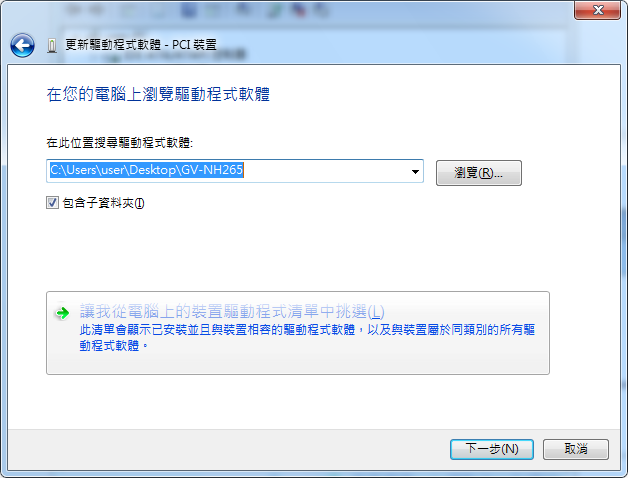 更新驅動程式軟體 - PCI 裝置
在您的電腦上瀏覽驅動程式軟體
在此位置搜尋驅動程式軟體:
C:\Users\user\Desktop\GV-NH265
瀏覽(R)...
包含子資料夾(I)
讓我從電腦上的裝置驅動程式清單中挑選(L)
此清單會顯示已安裝並且與裝置相容的驅動程式軟體，以及與裝置屬於同類別的所有驅
動程式軟體。
下一步(N)
取消